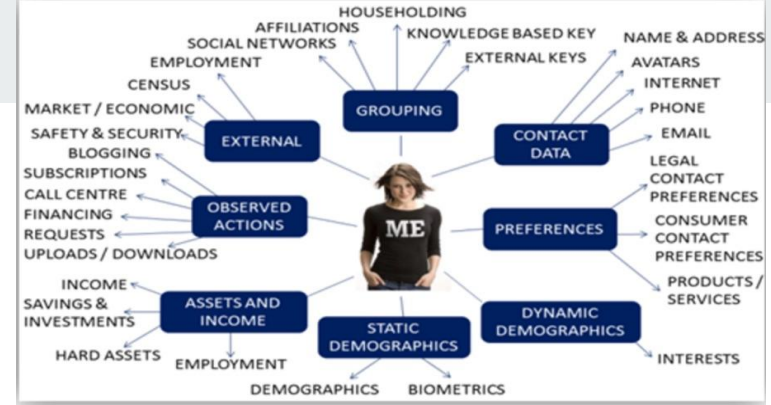 HOUSEHOLDING
AFFILIATIONS
SOCIAL NETWORKS
KNOWLEDGE BASED KEY
EXTERNAL KEYS
GROUPING
NAME & ADDRESS
AVATARS
INTERNET
PHONE
EMAIL
CONTACT
DATA
EMPLOYMENT
CENSUS
MARKET / ECONOMIC
SAFETY & SECURITY
EXTERNAL
BLOGGING
SUBSCRIPTIONS
CALL CENTRE
FINANCING
REQUESTS
UPLOADS / DOWNLOADS
OBSERVED
ACTIONS
ME
PREFERENCES
LEGAL
CONTACT
PREFERENCES
CONSUMER
CONTACT
PREFERENCES
PRODUCTS /
SERVICES
INCOME
SAVINGS &
INVESTMENTS
HARD ASSETS
EMPLOYMENT
ASSETS AND
INCOME
STATIC
DEMOGRAPHICS
DEMOGRAPHICS
BIOMETRICS
DYNAMIC
DEMOGRAPHICS
INTERESTS